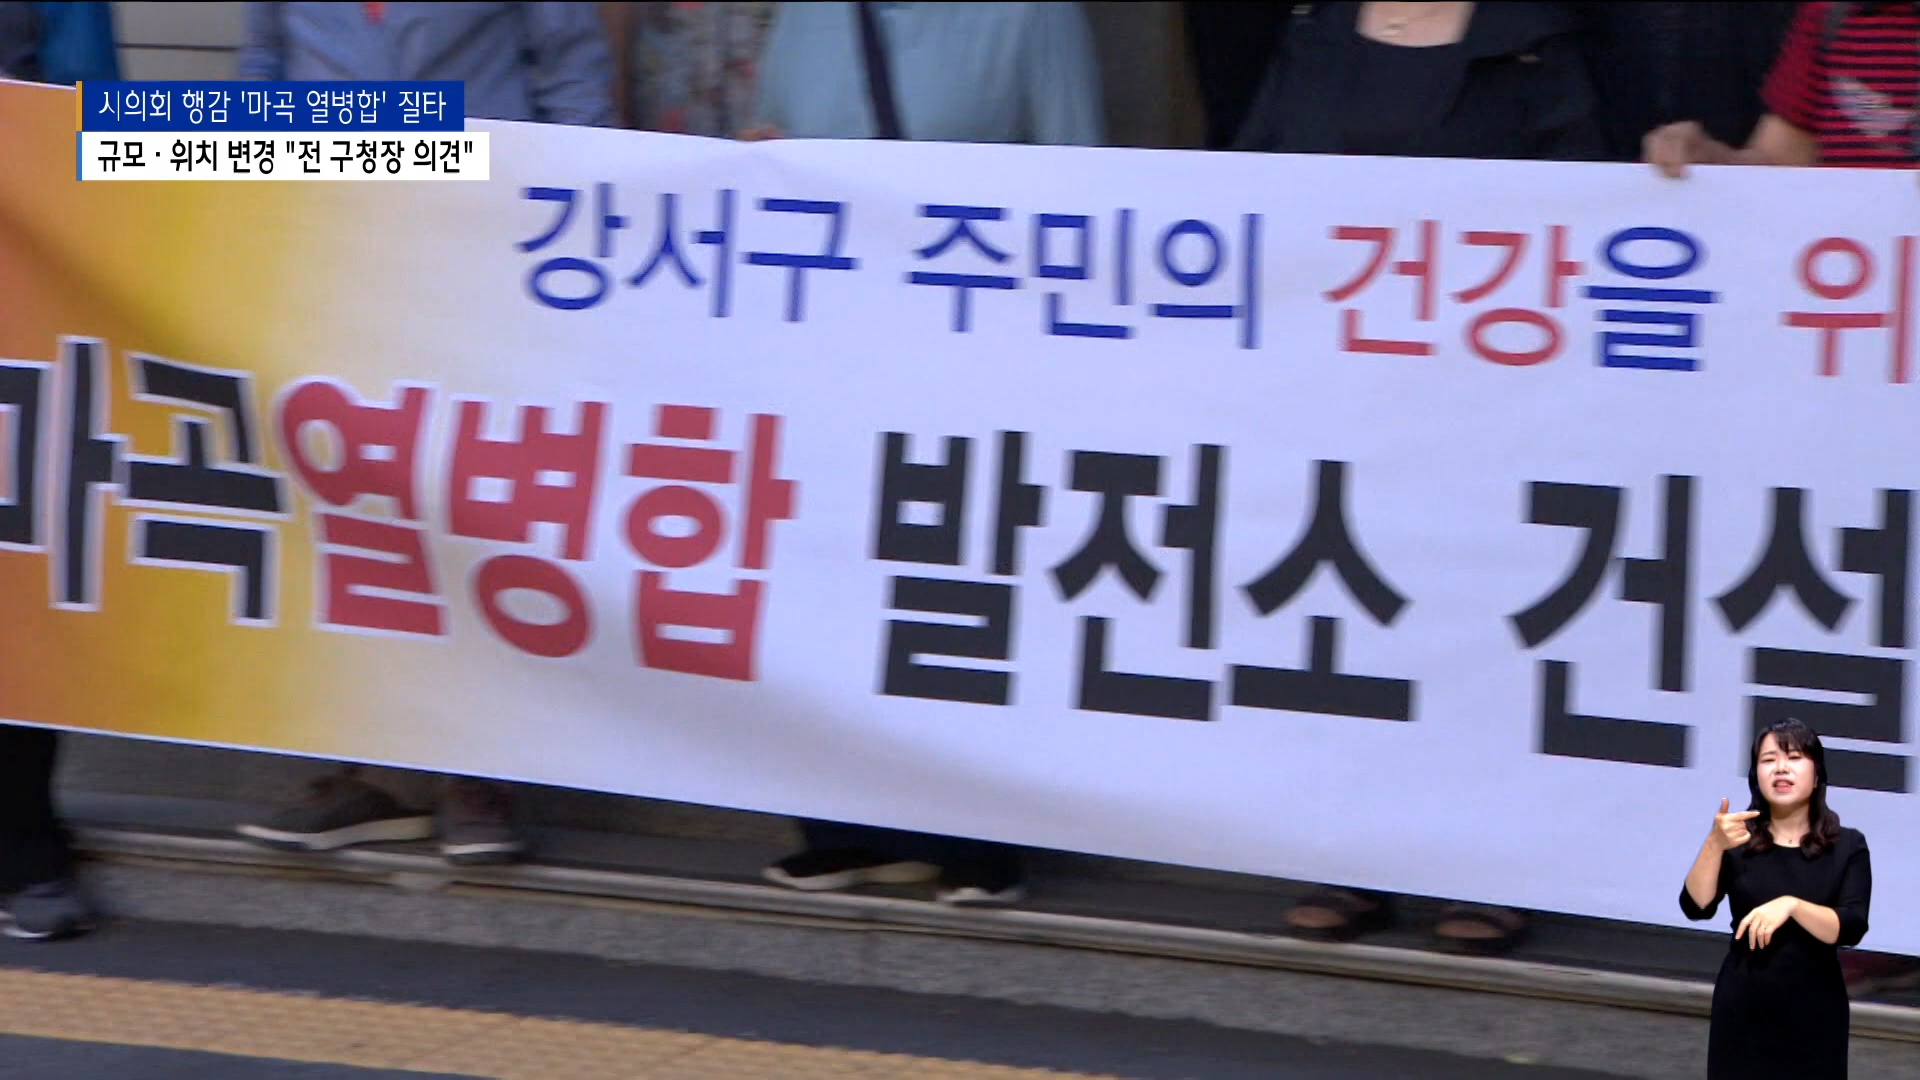 시의회 행감 '마곡 열병합' 질타
규모·위치 변경 "전 구청장 의견"
강서구 주민의 건강을 위
마곡열병합 발전소 건설